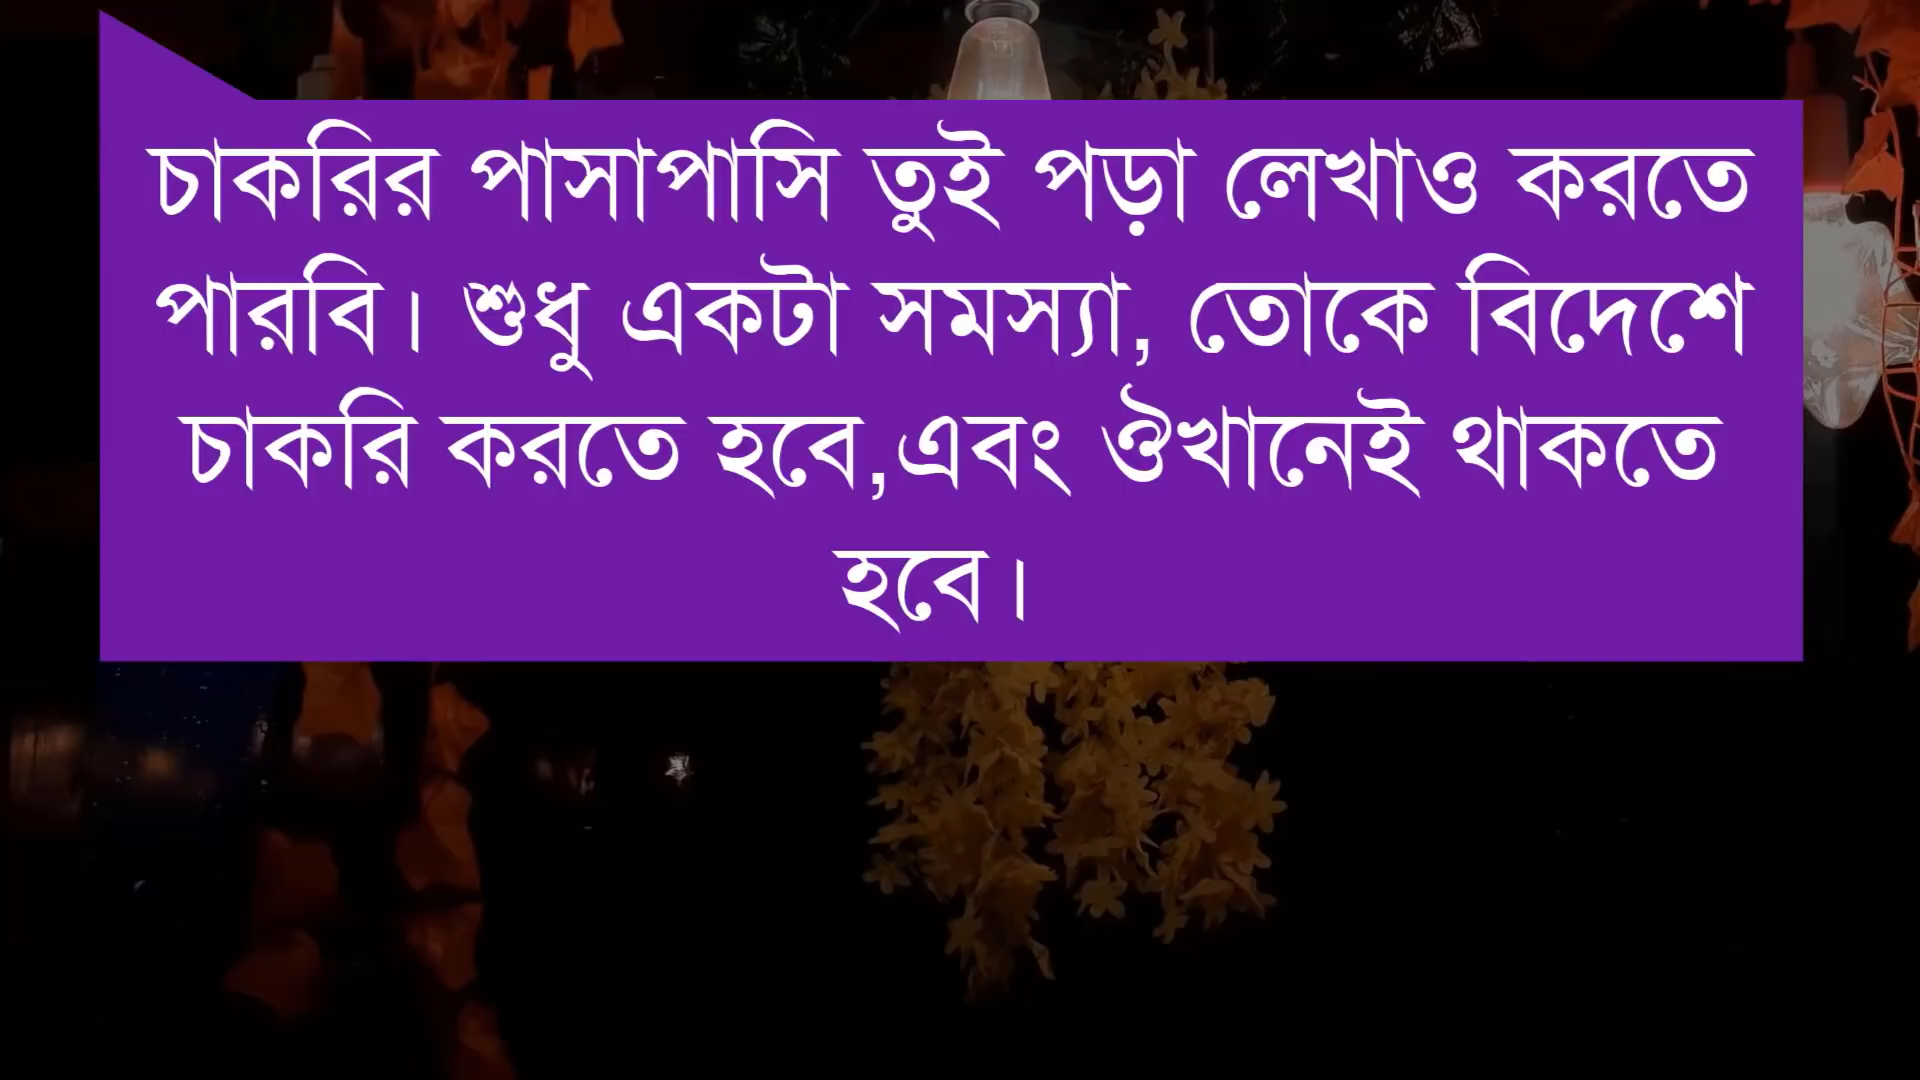 চাকরির পাসাপাসি তুই পড়া লেখাও করতে
পারবি। শুধু একটা সমস্যা, তোকে বিদেশে
চাকরি করতে হবে,এবং ঔখানেই থাকতে
হবে।